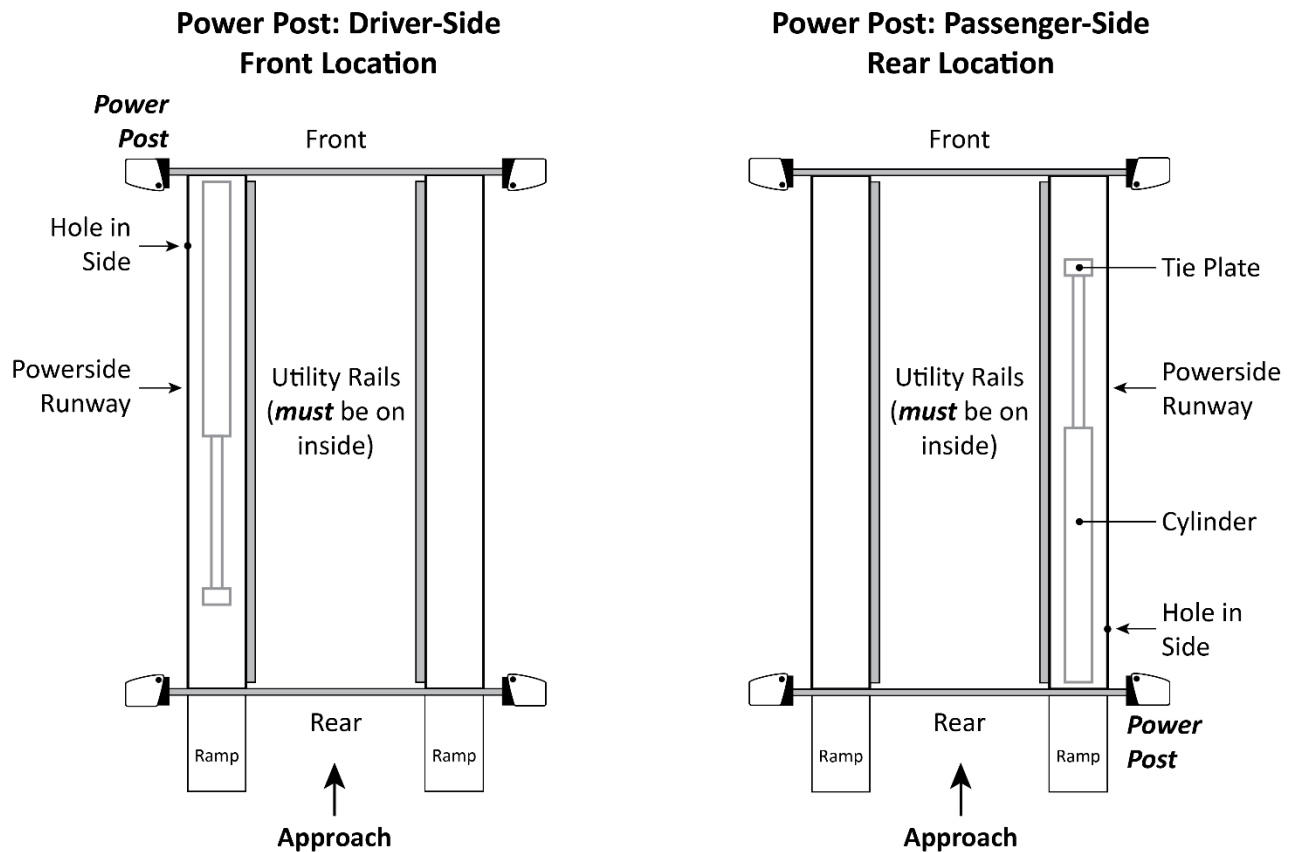 Power Post: Driver-Side
Front Location
Power
Post
Front
Hole in
Side
Powerside
Runway
Utility Rails
(must be on
inside)
Rear
Ramp
Ramp
Approach
Power Post: Passenger-Side
Rear Location
Front
Tie Plate
Utility Rails
(must be on
inside)
Powerside
Runway
Cylinder
Hole in
Side
Rear
Power
Post
Ramp
Ramp
Approach